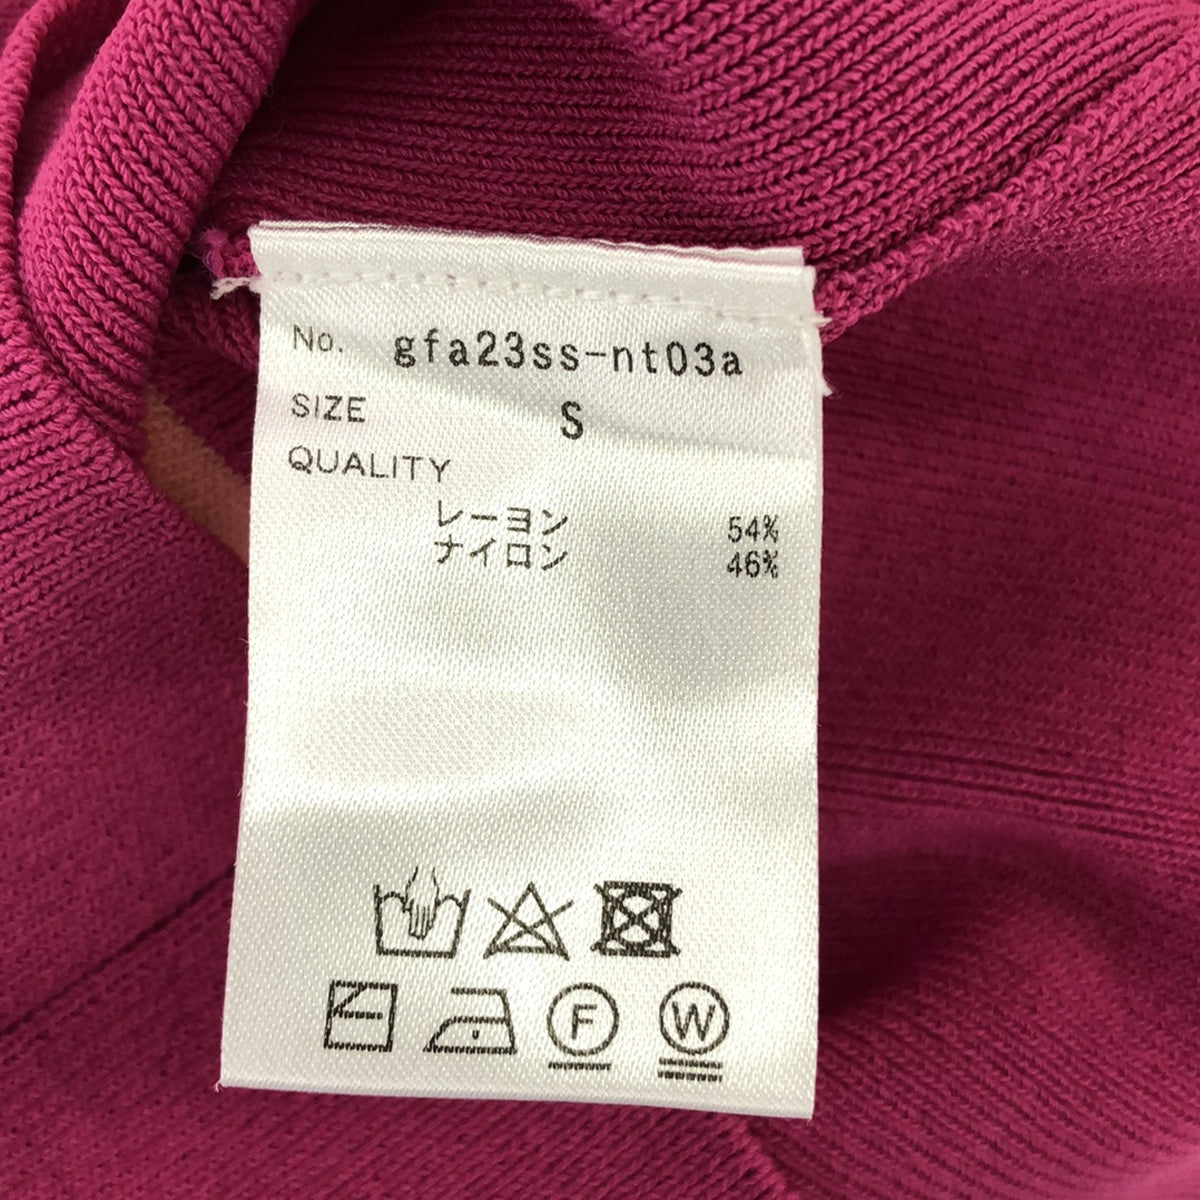 No. gfa23ss-nt03a
SIZE S
QUALITY
レーヨン 54%
ナイロン 46%
F W